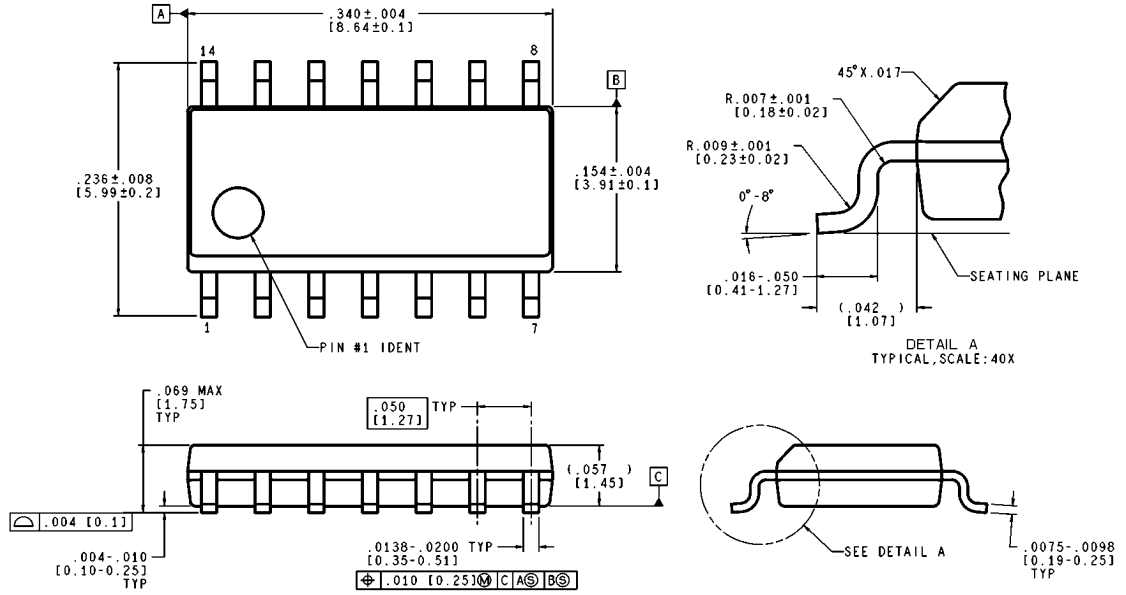 A
.340±.004
[8.64±0.1]
14
8
B
.236±.008
[5.99±0.2]
.154±.004
[3.91±0.1]
1
7
PIN #1 IDENT
45°X.017
R.007±.001
[0.18±0.02]
R.009±.001
[0.23±0.02]
0°-8°
.016-.050
[0.41-1.27]
(.042)
[1.07]
SEATING PLANE
DETAIL A
TYPICAL,SCALE:40X
.069 MAX
[1.75]
TYP
.050
[1.27]
TYP
(.057)
[1.45]
C
⌓ .004 [0.1]
.004-.010
[0.10-0.25]
TYP
.0138-.0200 TYP
[0.35-0.51]
⌖ .010 [0.25]Ⓜ C AⓈ BⓈ
SEE DETAIL A
.0075-.0098
[0.19-0.25]
TYP